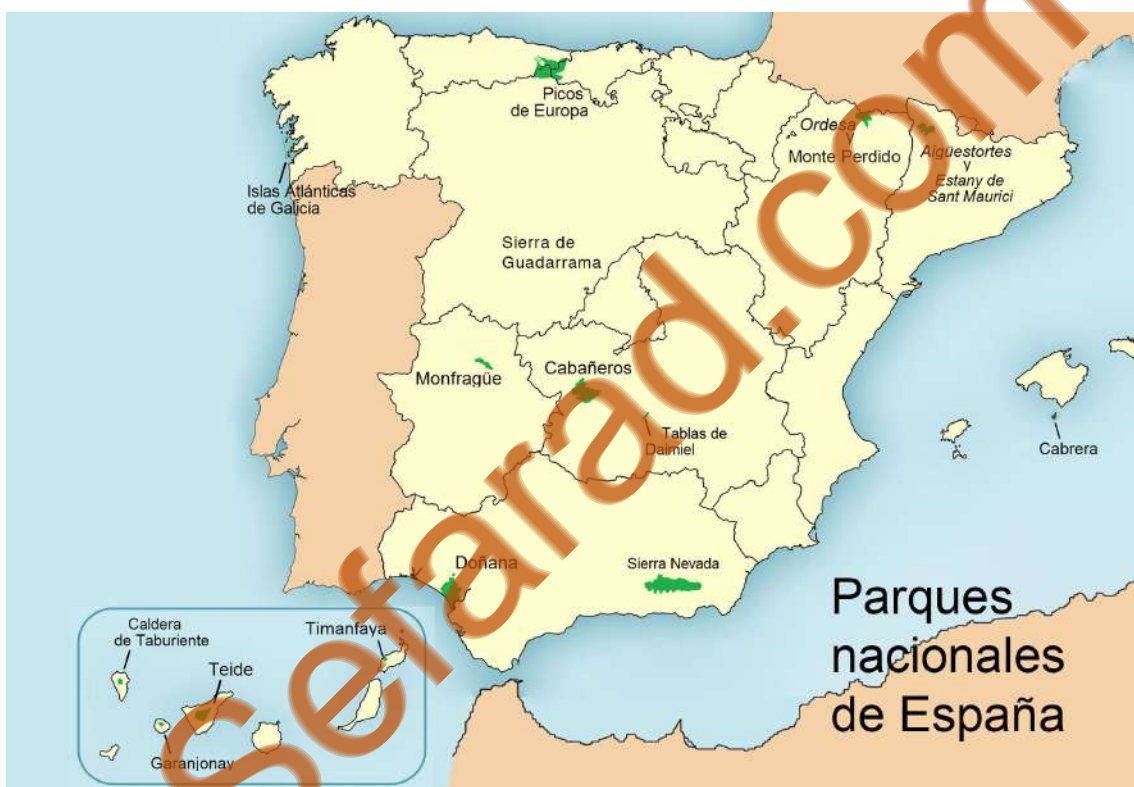 Picos
de Europa
Ordesa
y
Monte Perdido
Aigüestortes
y
Estany de
Sant Maurici
Islas Atlánticas
de Galicia
Sierra de
Guadarrama
Monfragüe
Cabañeros
Tablas de
Daimiel
Cabrera
Doñana
Sierra Nevada
Parques
nacionales
de España
Caldera
de Taburiente
Timanfaya
Teide
Garanjonay
Sefarad.com